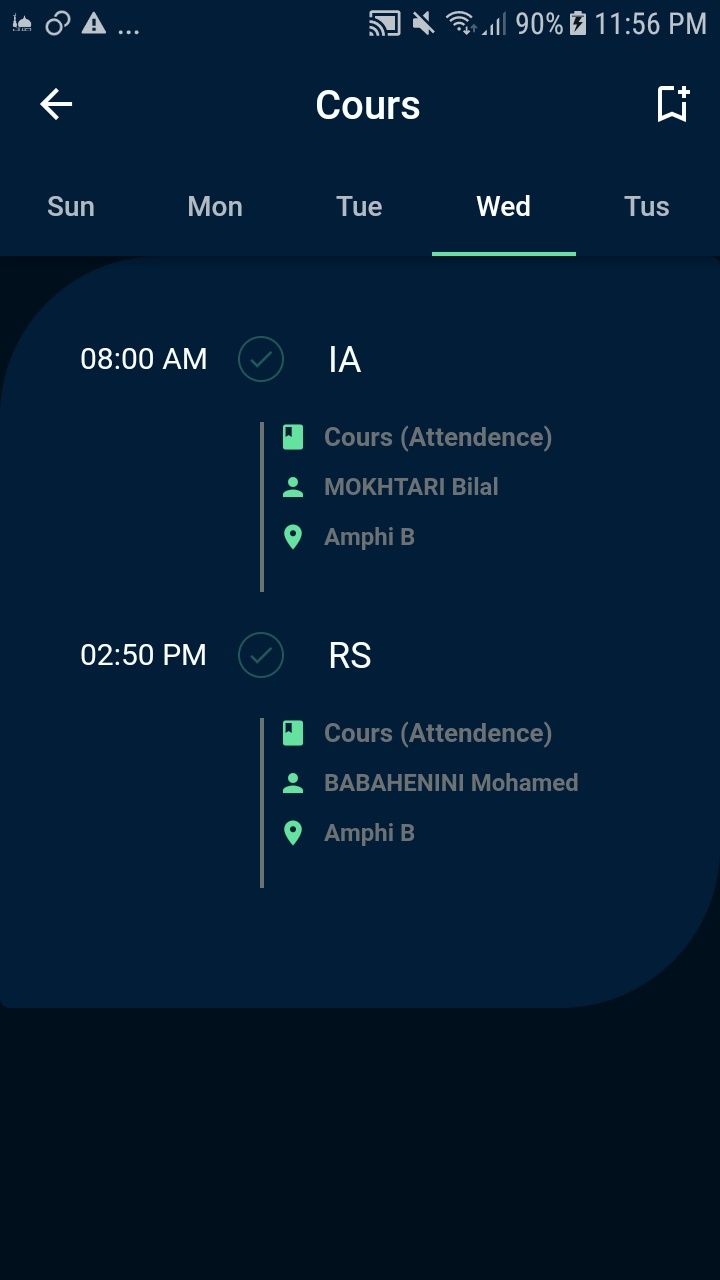 ... 90% 11:56 PM
Cours
Sun Mon Tue Wed Tus
08:00 AM IA
Cours (Attendence)
MOKHTARI Bilal
Amphi B
02:50 PM RS
Cours (Attendence)
BABAHENINI Mohamed
Amphi B